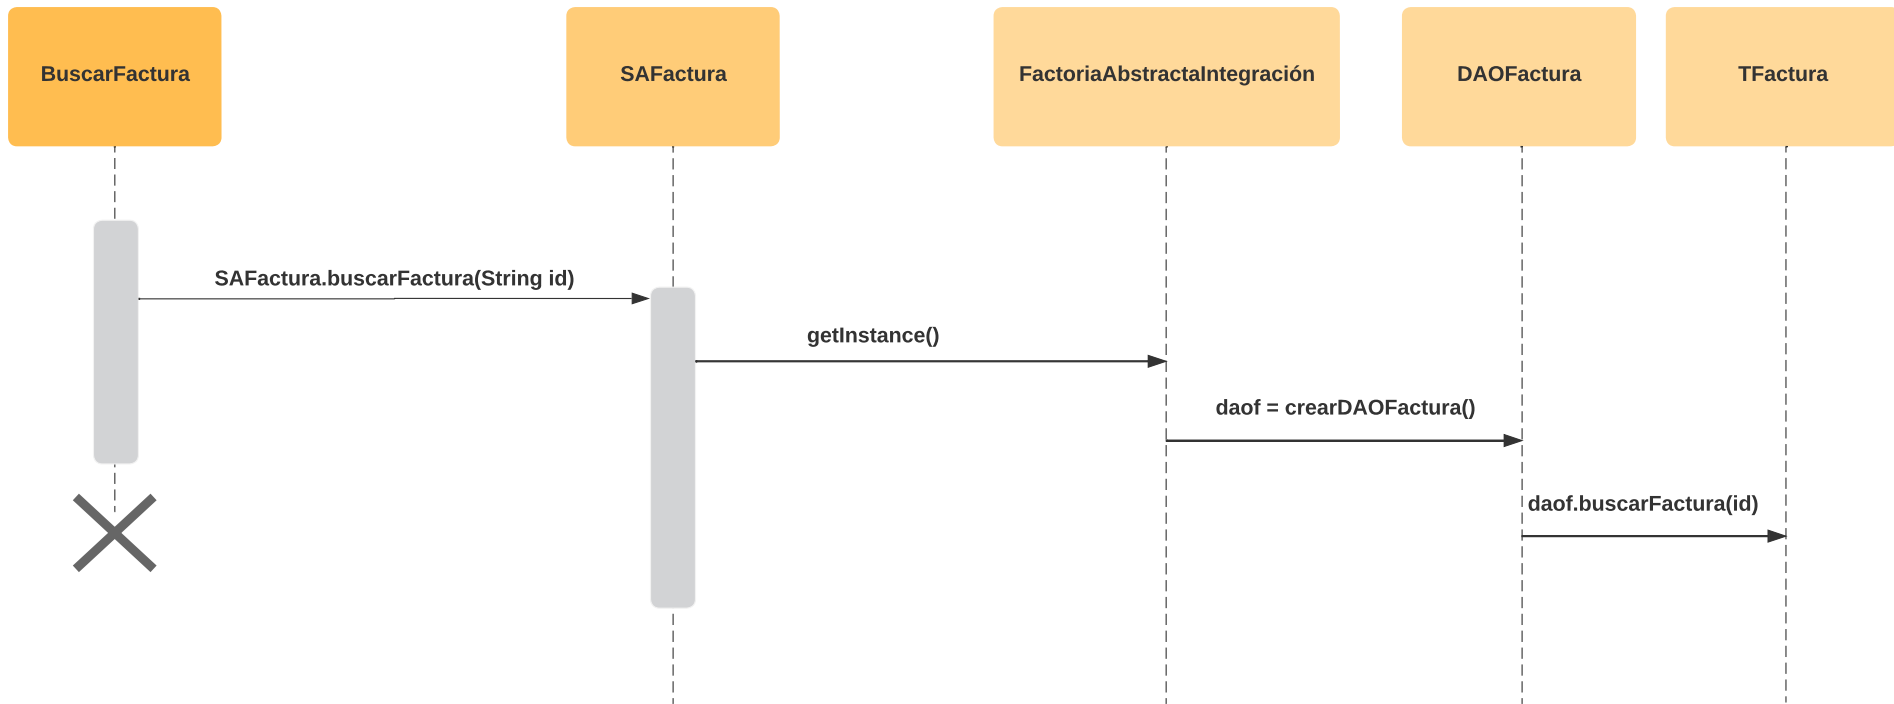 BuscarFactura
SAFactura
FactoriaAbstractaIntegración
DAOFactura
TFactura
SAFactura.buscarFactura(String id)
getInstance()
daof = crearDAOFactura()
daof.buscarFactura(id)